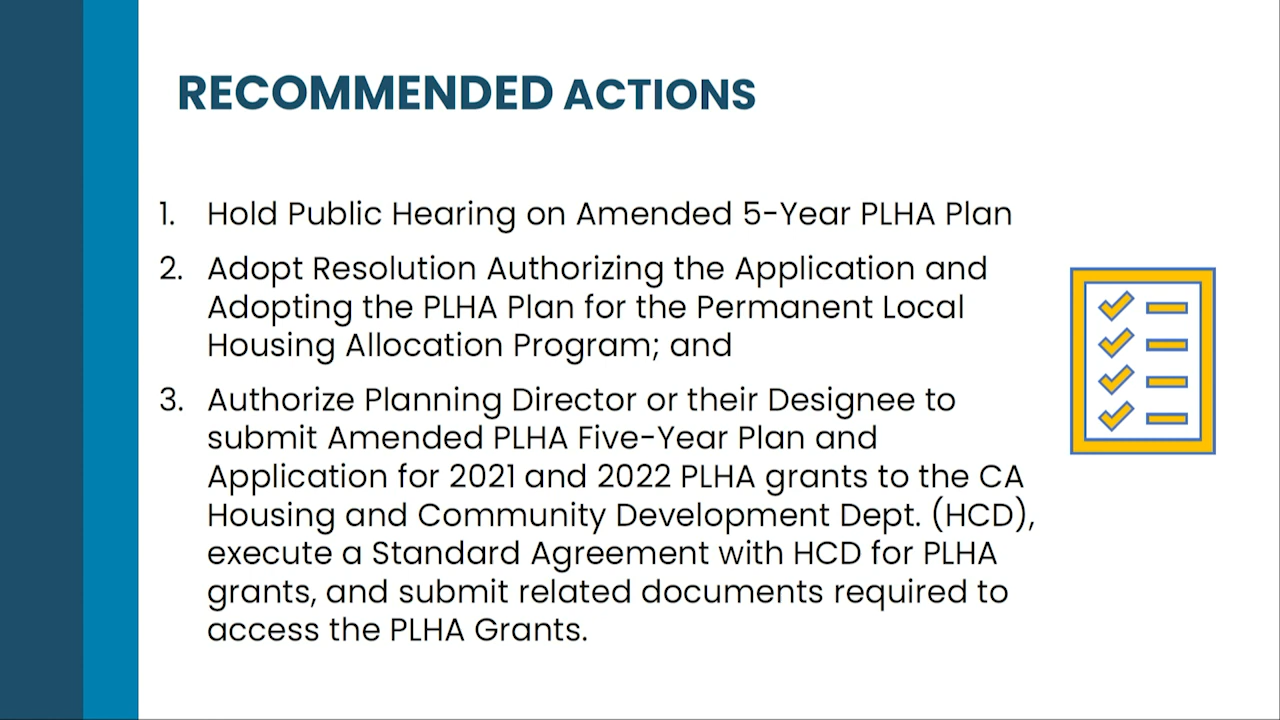 RECOMMENDED ACTIONS
1. Hold Public Hearing on Amended 5-Year PLHA Plan
2. Adopt Resolution Authorizing the Application and
Adopting the PLHA Plan for the Permanent Local
Housing Allocation Program; and
3. Authorize Planning Director or their Designee to
submit Amended PLHA Five-Year Plan and
Application for 2021 and 2022 PLHA grants to the CA
Housing and Community Development Dept. (HCD),
execute a Standard Agreement with HCD for PLHA
grants, and submit related documents required to
access the PLHA Grants.